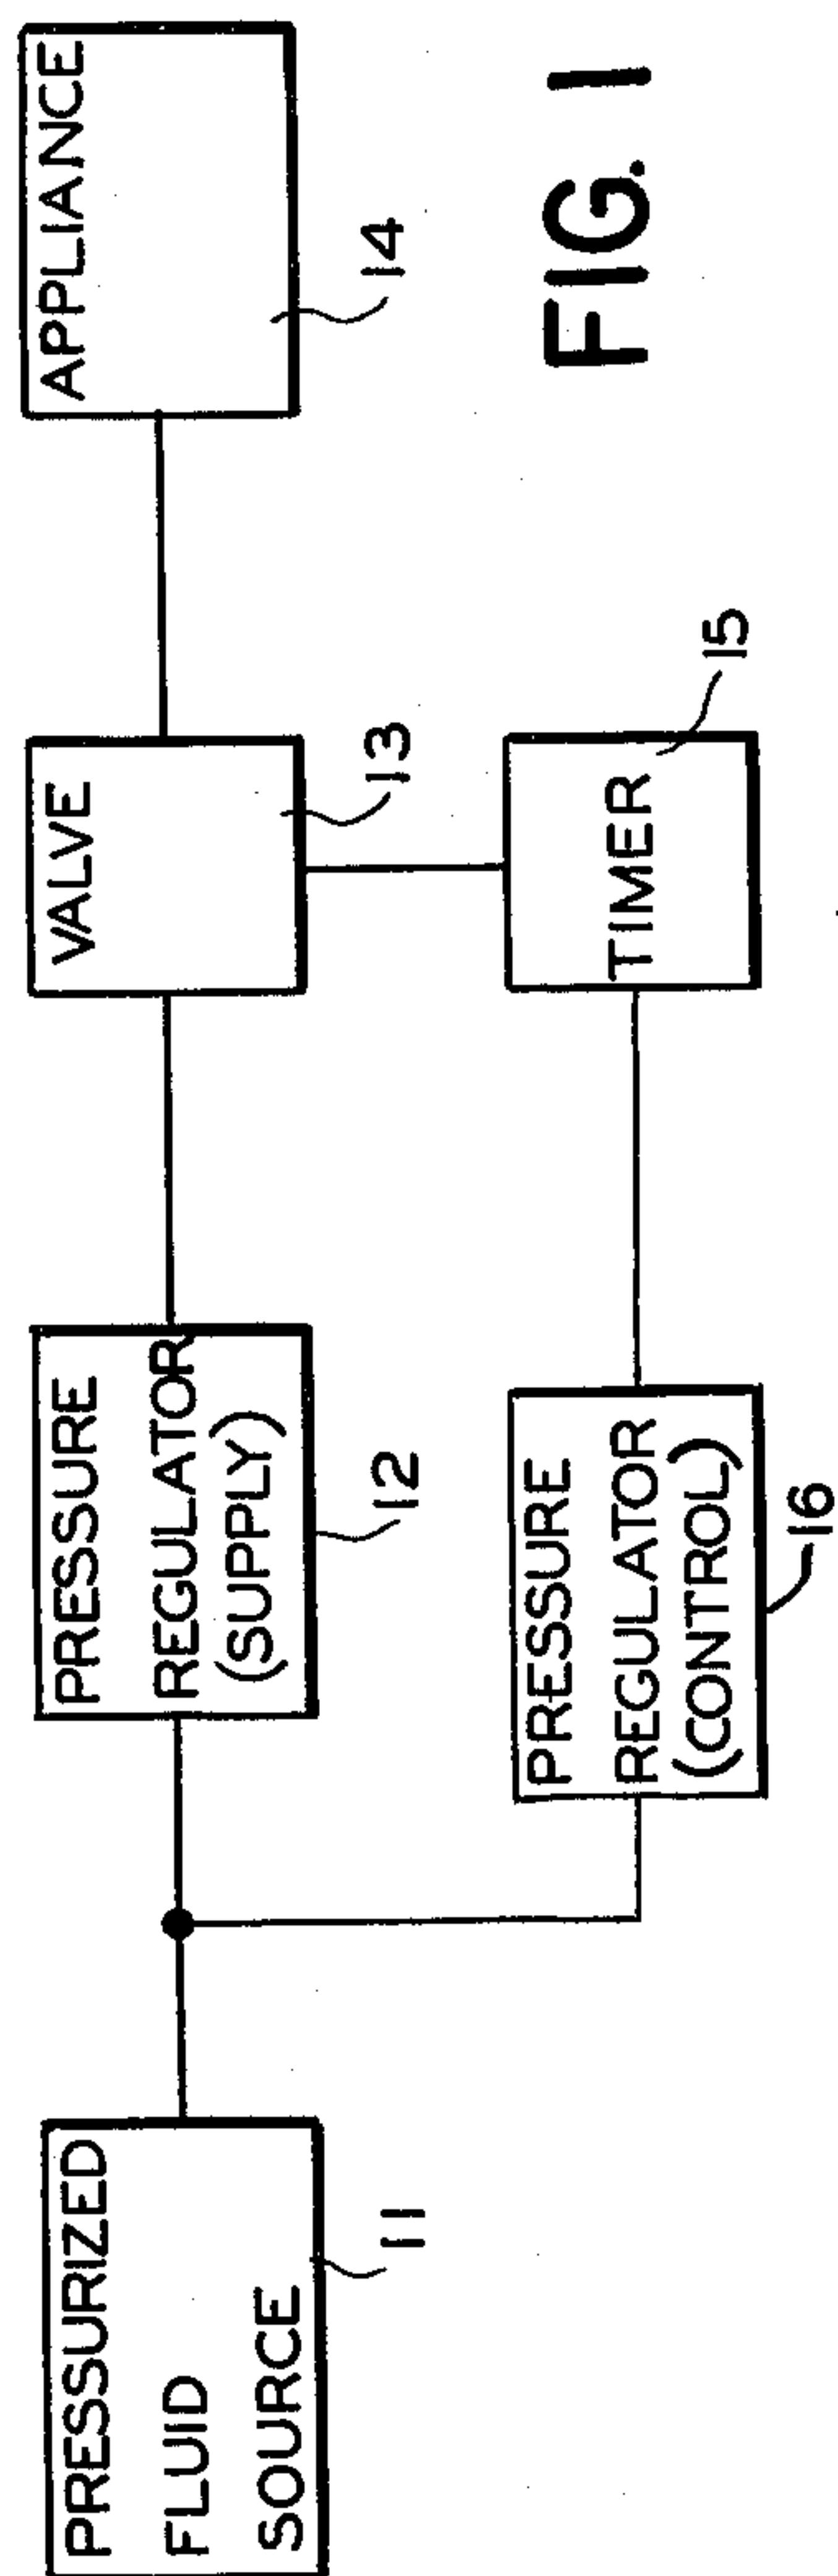 PRESSURIZED
FLUID
SOURCE
11
PRESSURE
REGULATOR
(SUPPLY)
12
VALVE
13
APPLIANCE
14
PRESSURE
REGULATOR
(CONTROL)
16
TIMER
15
FIG. 1